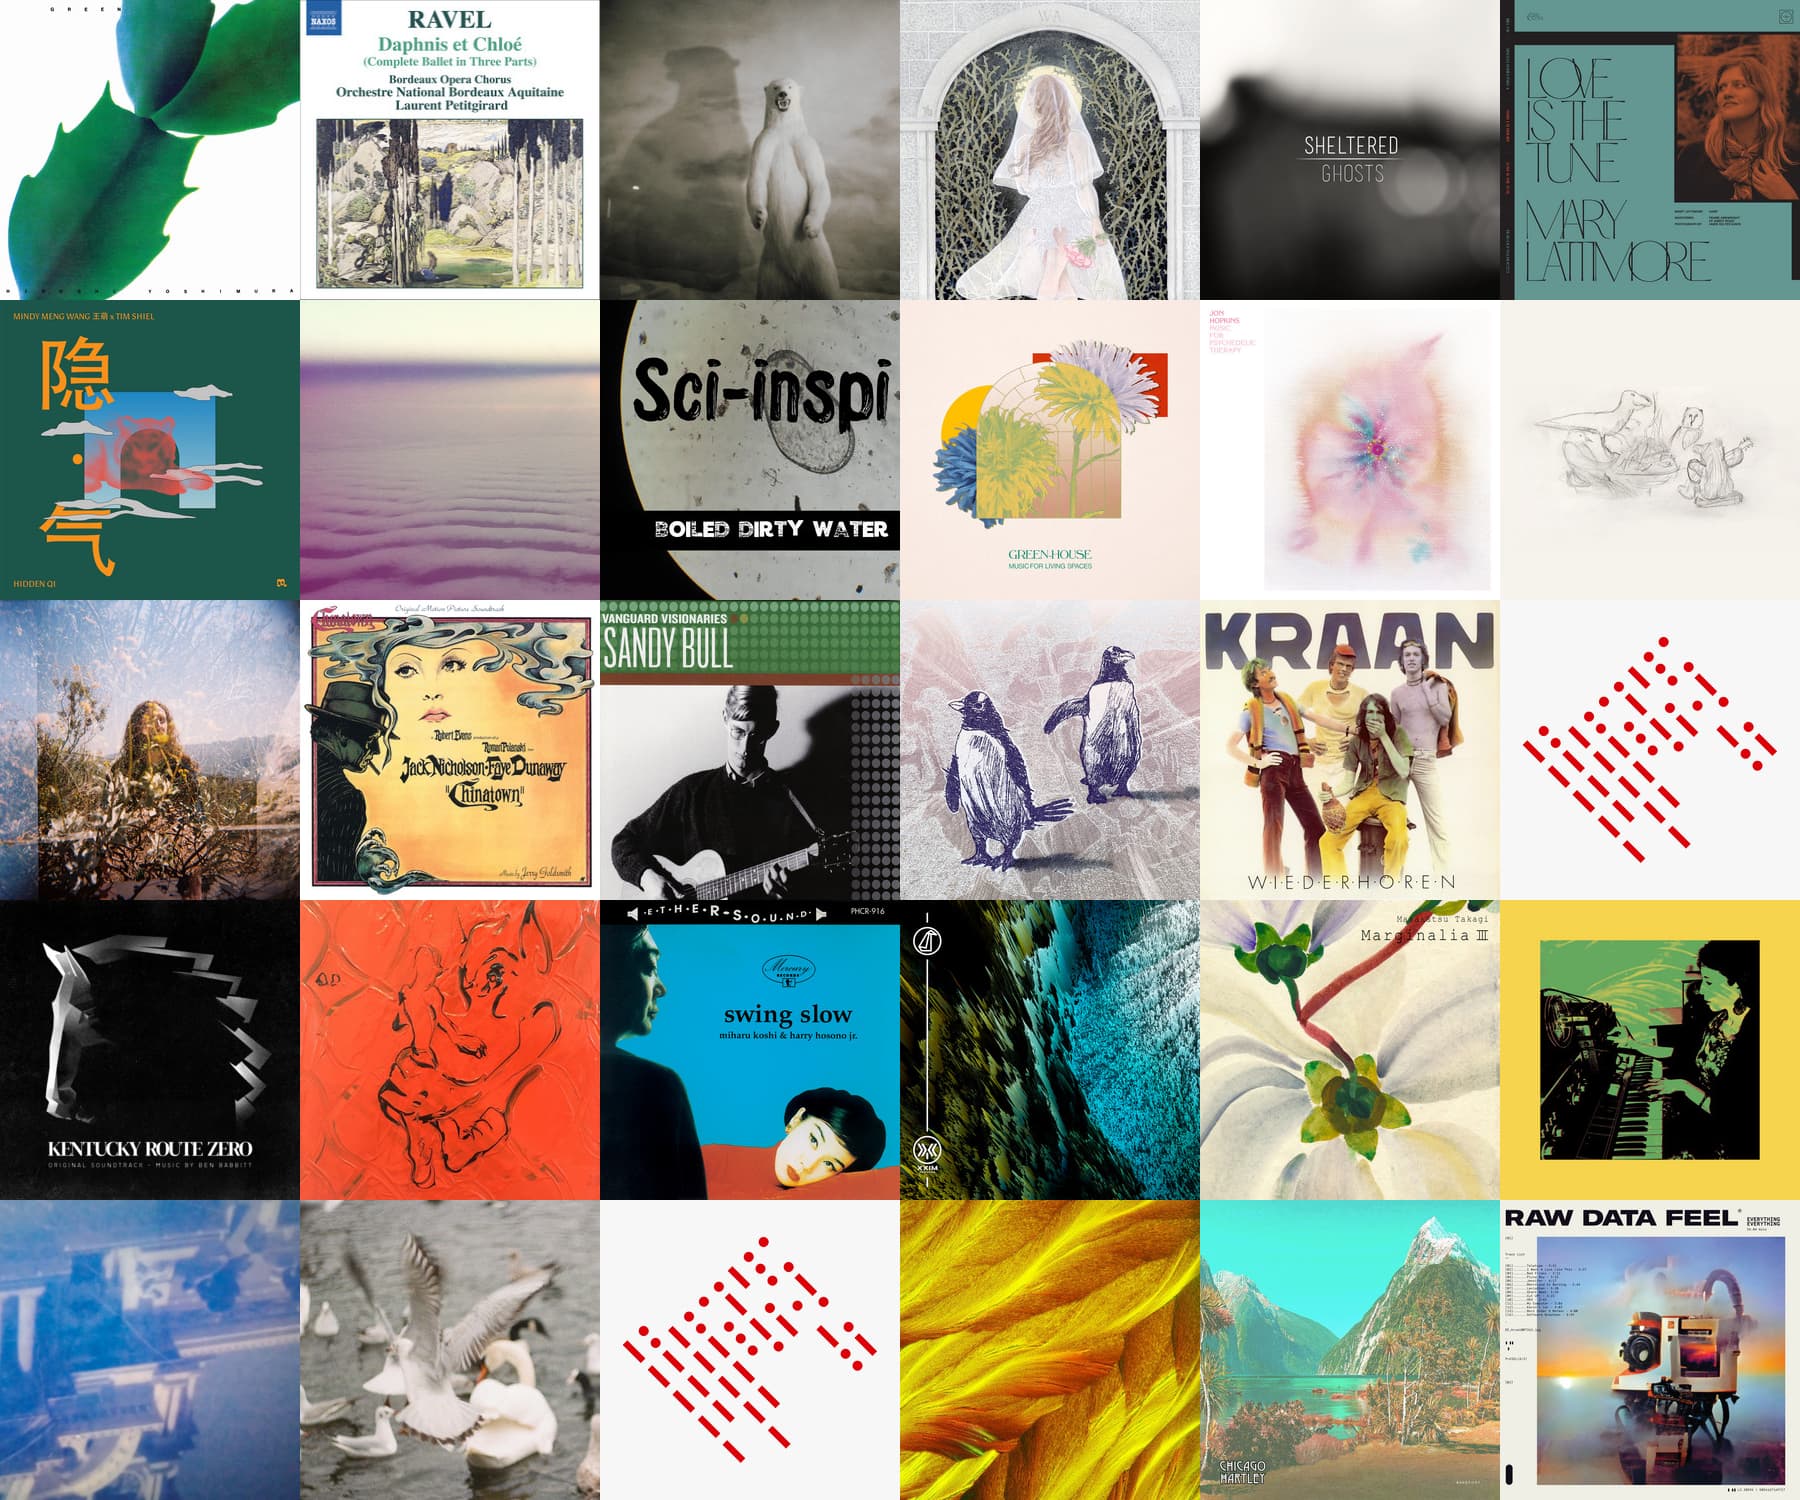 GREEN
HIROSHI YOSHIMURA
NAXOS
RAVEL
Daphnis et Chloé
(Complete Ballet in Three Parts)
Bordeaux Opera Chorus
Orchestre National Bordeaux Aquitaine
Laurent Petitgirard
WA
SHELTERED
GHOSTS
LOVE
IS THE
TUNE
MARY
LATTIMORE
MINDY MENG WANG 王萌 x TIM SHIEL
隐
·
气
HIDDEN QI
Sci-inspi
BOILED DIRTY WATER
GREEN-HOUSE
MUSIC FOR LIVING SPACES
JON
HOPKINS
MUSIC
FOR
PSYCHEDELIC
THERAPY
Original Motion Picture Soundtrack
Chinatown
Robert Evans
Roman Polanski
Jack Nicholson·Faye Dunaway
"Chinatown"
Music by Jerry Goldsmith
VANGUARD VISIONARIES
SANDY BULL
KRAAN
W·I·E·D·E·R·H·Ö·R·E·N
KENTUCKY ROUTE ZERO
ORIGINAL SOUNDTRACK - MUSIC BY BEN BABBITT
·E·T·H·E·R·S·O·U·N·D·
PHCR-916
Mercury
swing slow
miharu koshi & harry hosono jr.
XXIM
Masakatsu Takagi
Marginalia III
CHICAGO
HARTLEY
RAW DATA FEEL
EVERYTHING
EVERYTHING